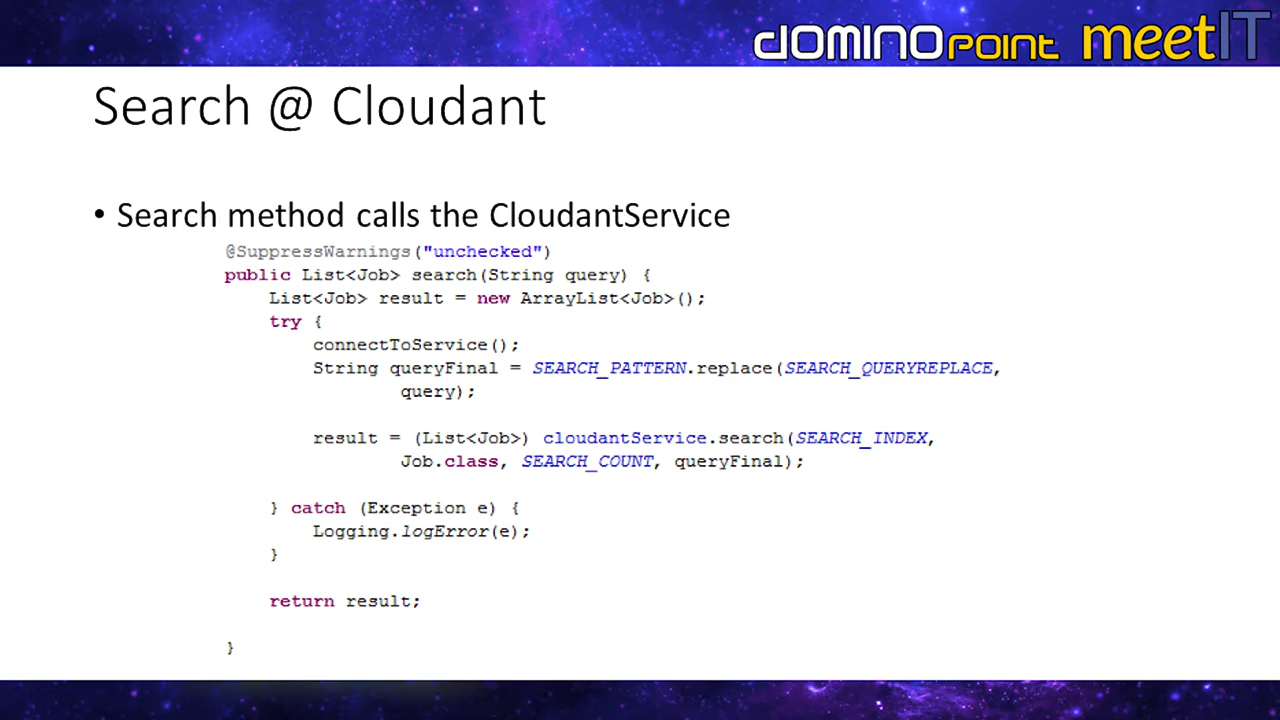 DOMINO POINT meetIT
Search @ Cloudant
• Search method calls the CloudantService
@SuppressWarnings("unchecked")
public List<Job> search(String query) {
List<Job> result = new ArrayList<Job>();
try {
connectToService();
String queryFinal = SEARCH_PATTERN.replace(SEARCH_QUERYREPLACE,
query);
result = (List<Job>) cloudantService.search(SEARCH_INDEX,
Job.class, SEARCH_COUNT, queryFinal);
} catch (Exception e) {
Logging.logError(e);
}
return result;
}